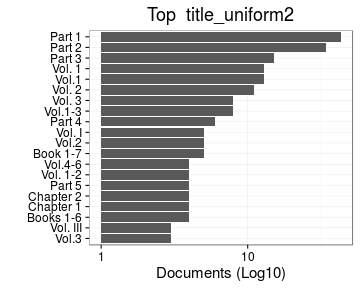 Top  title_uniform2
Part 1
Part 2
Part 3
Vol. 1
Vol.1
Vol. 2
Vol. 3
Vol.1-3
Part 4
Vol. I
Vol.2
Book 1-7
Vol.4-6
Vol. 1-2
Part 5
Chapter 2
Chapter 1
Books 1-6
Vol. III
Vol.3
1 10
Documents (Log10)